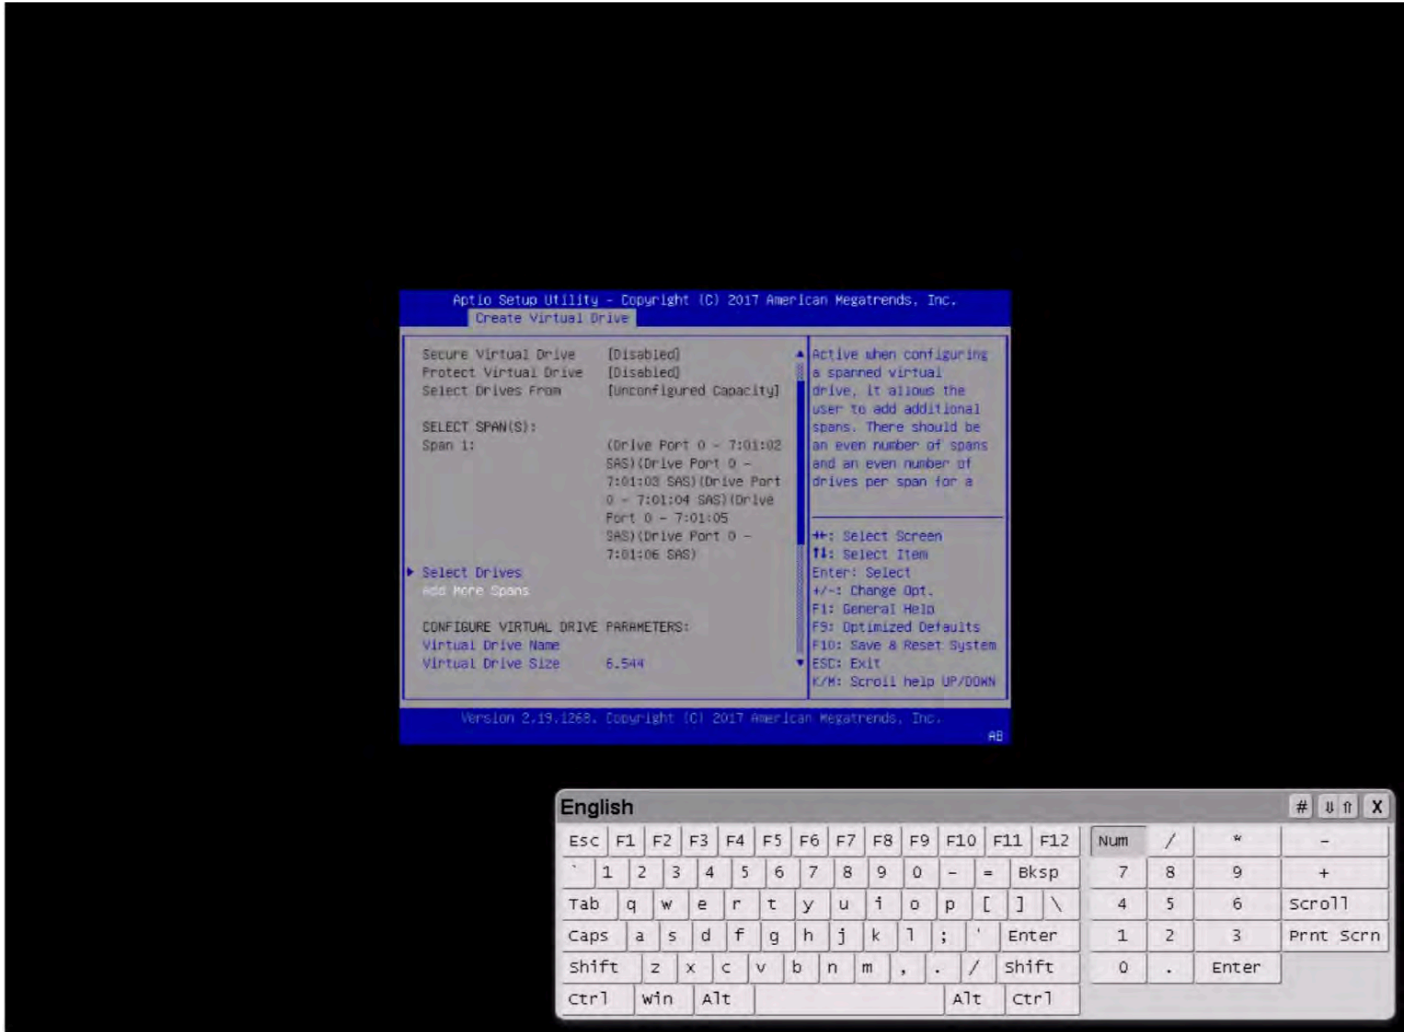 Aptio Setup Utility - Copyright (C) 2017 American Megatrends, Inc.
Create Virtual Drive
Secure Virtual Drive [Disabled]
Protect Virtual Drive [Disabled]
Select Drives From [Unconfigured Capacity]
SELECT SPAN(S):
Span 1: (Drive Port 0 - 7:01:02
SAS)(Drive Port 0 -
7:01:03 SAS)(Drive Port
0 - 7:01:04 SAS)(Drive
Port 0 - 7:01:05
SAS)(Drive Port 0 -
7:01:06 SAS)
Select Drives
Add More Spans
CONFIGURE VIRTUAL DRIVE PARAMETERS:
Virtual Drive Name
Virtual Drive Size 6.544
Active when configuring
a spanned virtual
drive, it allows the
user to add additional
spans. There should be
an even number of spans
and an even number of
drives per span for a
→←: Select Screen
↑↓: Select Item
Enter: Select
+/-: Change Opt.
F1: General Help
F9: Optimized Defaults
F10: Save & Reset System
ESC: Exit
K/M: Scroll help UP/DOWN
Version 2.19.1268. Copyright (C) 2017 American Megatrends, Inc.
AB
English # ⇓⇑ X
Esc F1 F2 F3 F4 F5 F6 F7 F8 F9 F10 F11 F12 Num / * -
` 1 2 3 4 5 6 7 8 9 0 - = Bksp 7 8 9 +
Tab q w e r t y u i o p [ ] \ 4 5 6 Scroll
Caps a s d f g h j k l ; ' Enter 1 2 3 Prnt Scrn
Shift z x c v b n m , . / Shift 0 . Enter
Ctrl Win Alt Alt Ctrl